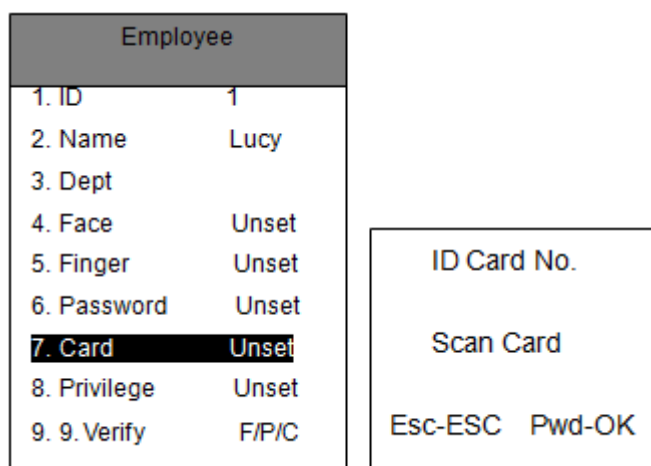 Employee
1. ID 1
2. Name Lucy
3. Dept
4. Face Unset
5. Finger Unset
6. Password Unset
7. Card Unset
8. Privilege Unset
9. 9. Verify F/P/C
ID Card No.
Scan Card
Esc-ESC Pwd-OK